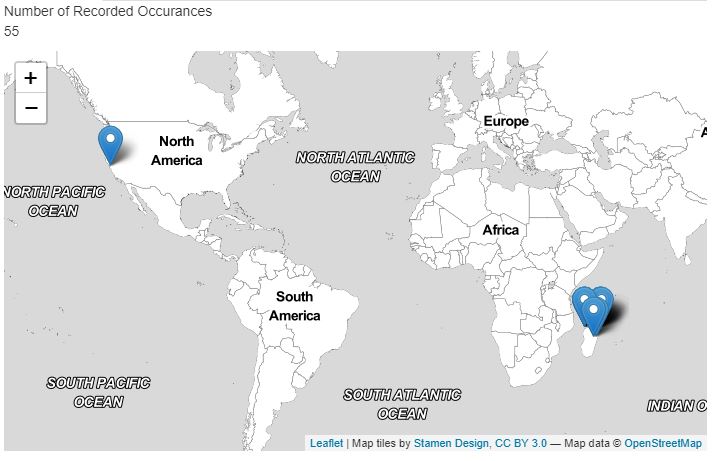 Number of Recorded Occurances
55
+
−
North
America
Europe
A
NORTH ATLANTIC
OCEAN
NORTH PACIFIC
OCEAN
Africa
South
America
SOUTH PACIFIC
OCEAN
SOUTH ATLANTIC
OCEAN
INDIAN O
Leaflet | Map tiles by Stamen Design, CC BY 3.0 — Map data © OpenStreetMap